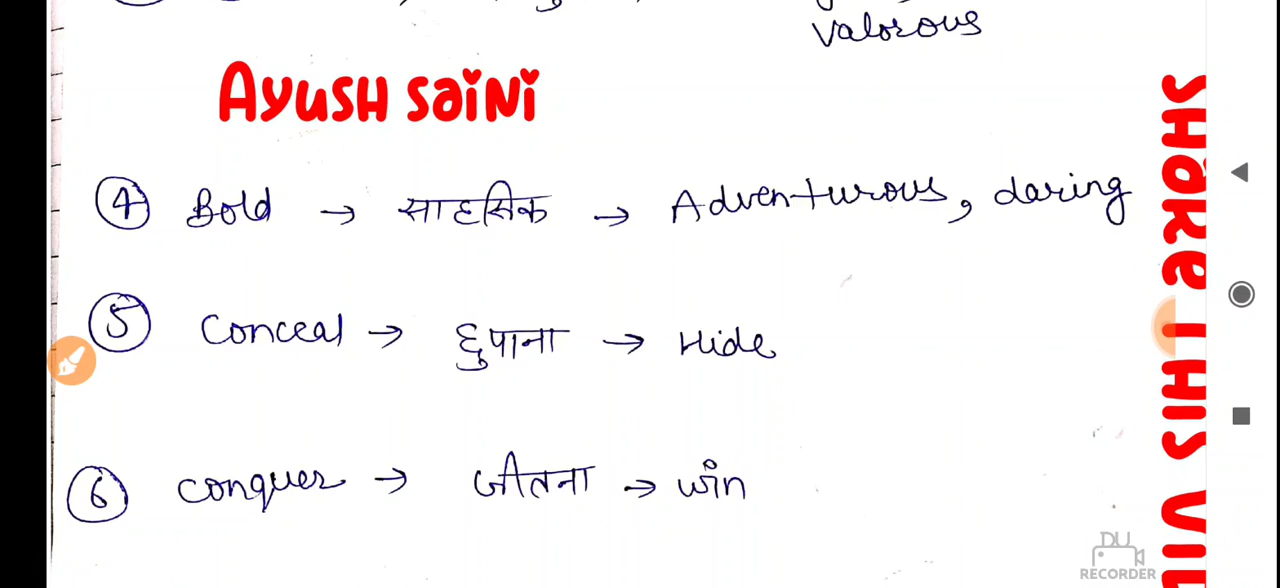 valorous
Ayush Saini
④ Bold → साहसिक → Adventurous, daring
⑤ Conceal → छुपाना → Hide
⑥ Conquer → जीतना → win
SHaRe THIS
DU
RECORDER